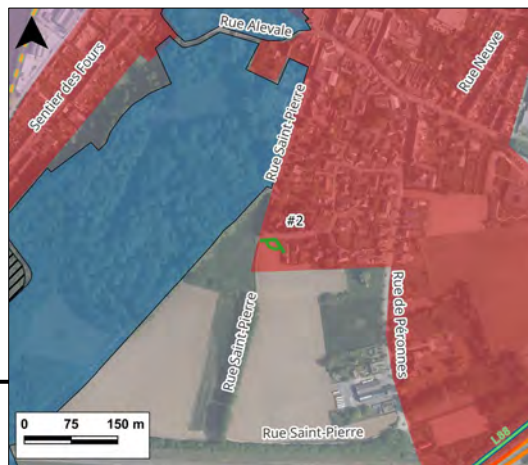 Rue Alevale
Rue Neuve
Sentier des Fours
Rue Saint-Pierre
#2
Rue Saint-Pierre
Rue de Péronnes
Rue Saint-Pierre
L88
0 75 150 m